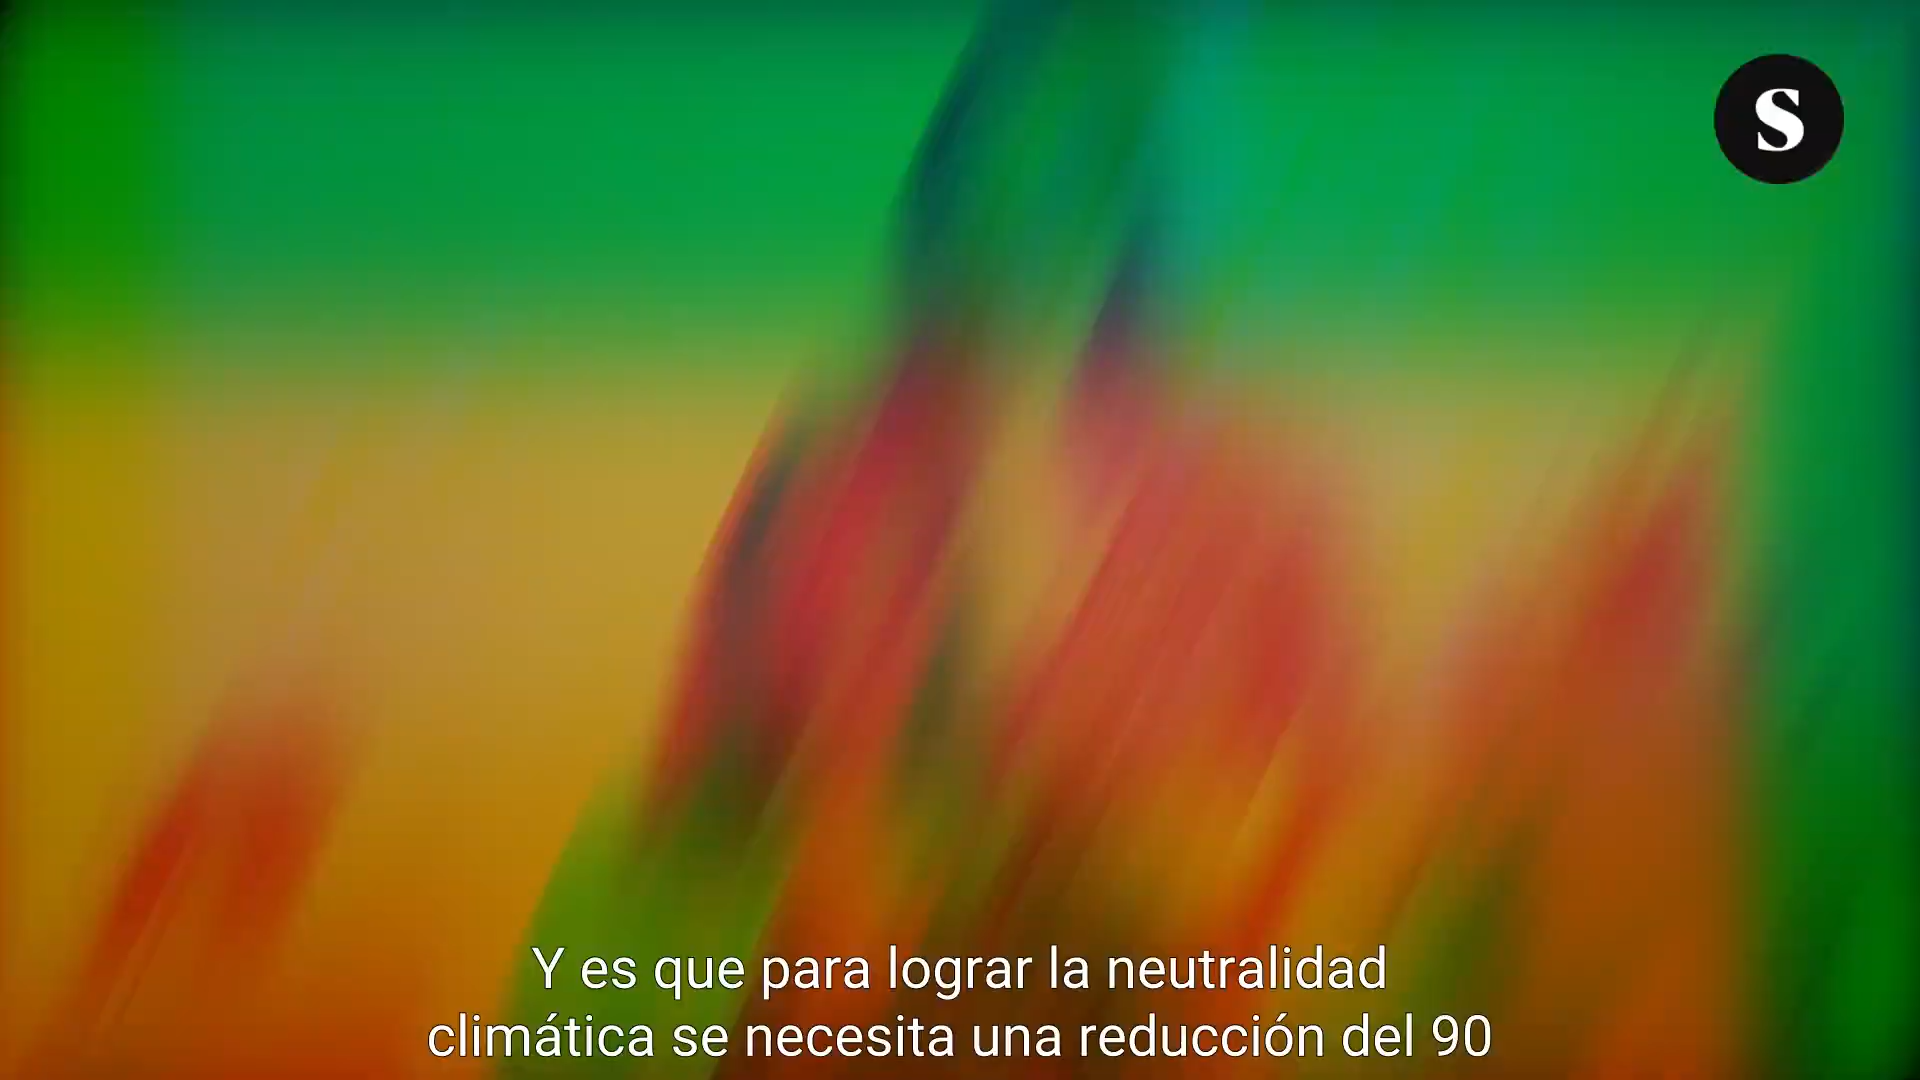 S
Y es que para lograr la neutralidad
climática se necesita una reducción del 90